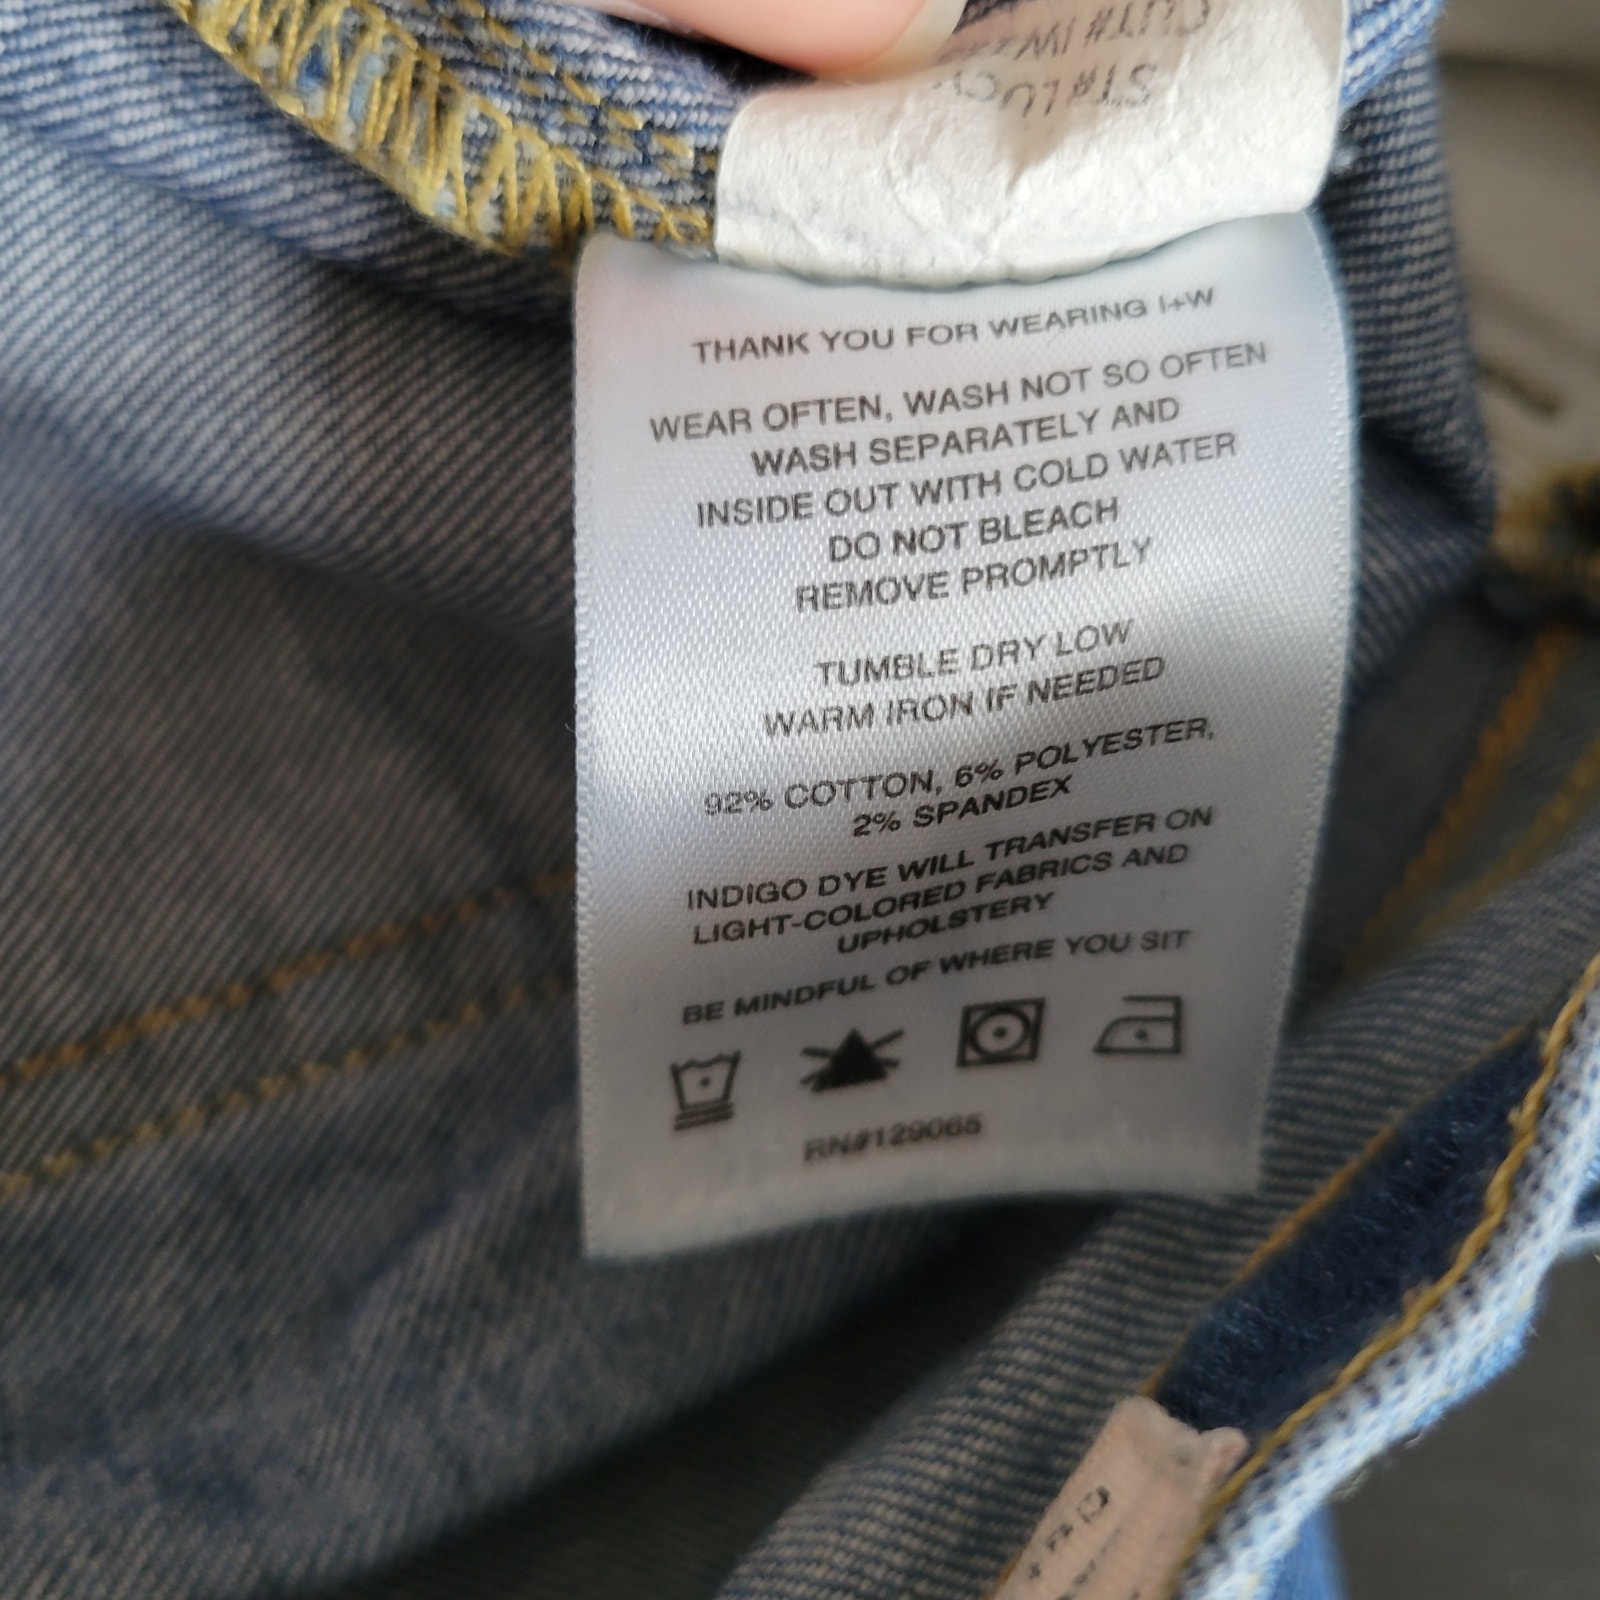 THANK YOU FOR WEARING I+W
WEAR OFTEN, WASH NOT SO OFTEN
WASH SEPARATELY AND
INSIDE OUT WITH COLD WATER
DO NOT BLEACH
REMOVE PROMPTLY
TUMBLE DRY LOW
WARM IRON IF NEEDED
92% COTTON, 6% POLYESTER,
2% SPANDEX
INDIGO DYE WILL TRANSFER ON
LIGHT-COLORED FABRICS AND
UPHOLSTERY
BE MINDFUL OF WHERE YOU SIT
RN#129065